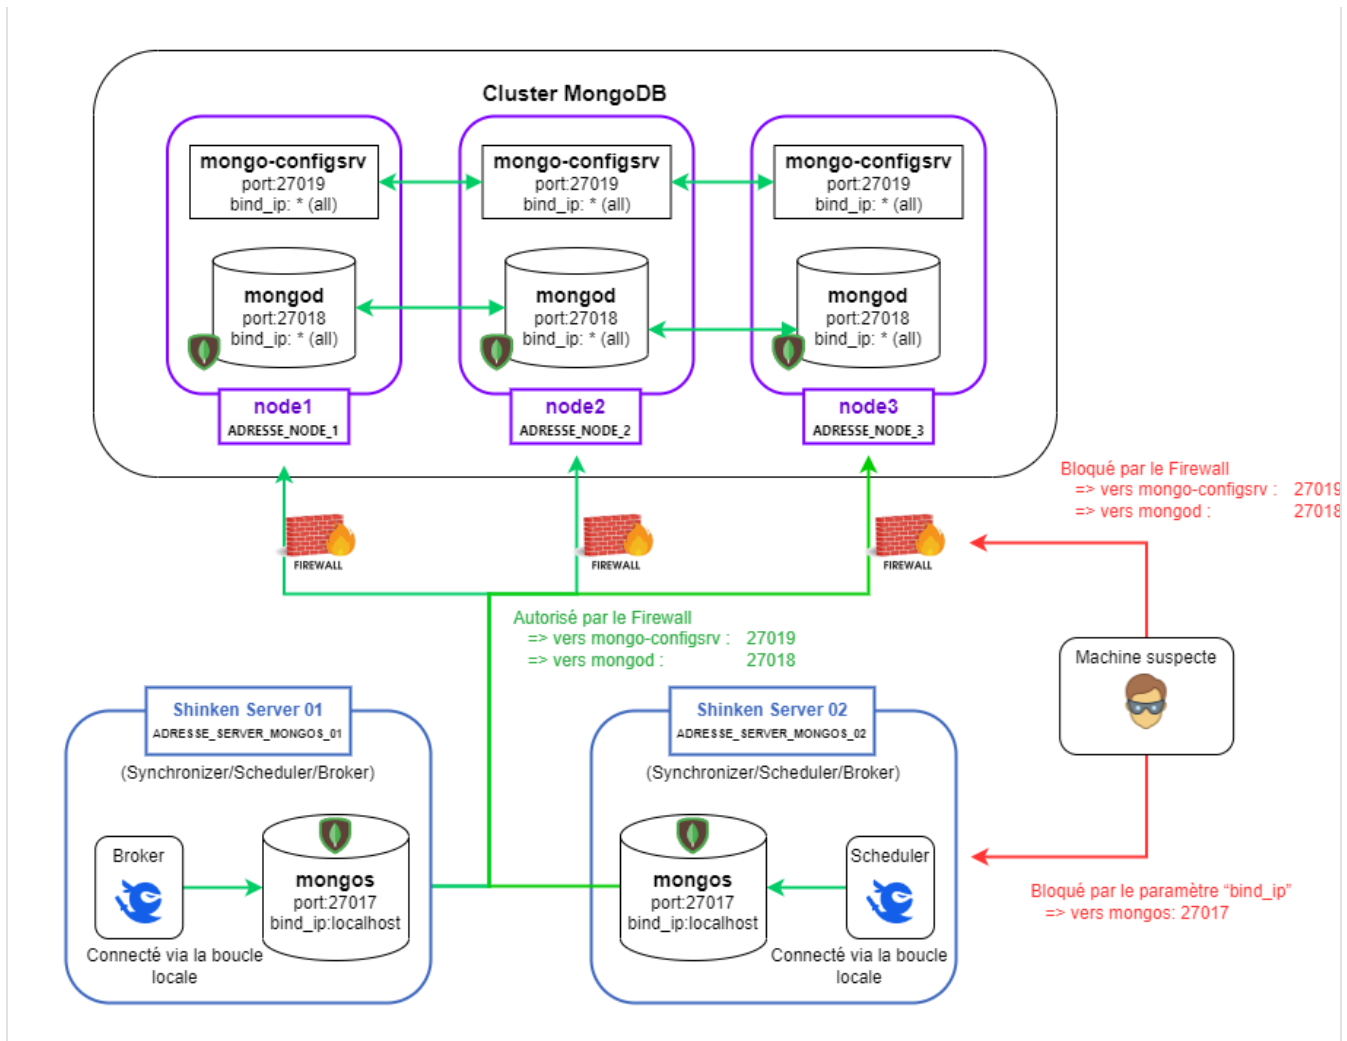 Cluster MongoDB
mongo-configsrv
port:27019
bind_ip: * (all)
mongo-configsrv
port:27019
bind_ip: * (all)
mongo-configsrv
port:27019
bind_ip: * (all)
mongod
port:27018
bind_ip: * (all)
mongod
port:27018
bind_ip: * (all)
mongod
port:27018
bind_ip: * (all)
node1
ADRESSE_NODE_1
node2
ADRESSE_NODE_2
node3
ADRESSE_NODE_3
Bloqué par le Firewall
=> vers mongo-configsrv : 27019
=> vers mongod : 27018
FIREWALL
FIREWALL
FIREWALL
Autorisé par le Firewall
=> vers mongo-configsrv : 27019
=> vers mongod : 27018
Machine suspecte
Shinken Server 01
ADRESSE_SERVER_MONGOS_01
(Synchronizer/Scheduler/Broker)
Broker
mongos
port:27017
bind_ip:localhost
Connecté via la boucle
locale
Shinken Server 02
ADRESSE_SERVER_MONGOS_02
(Synchronizer/Scheduler/Broker)
mongos
port:27017
bind_ip:localhost
Scheduler
Connecté via la boucle
locale
Bloqué par le paramètre “bind_ip”
=> vers mongos: 27017